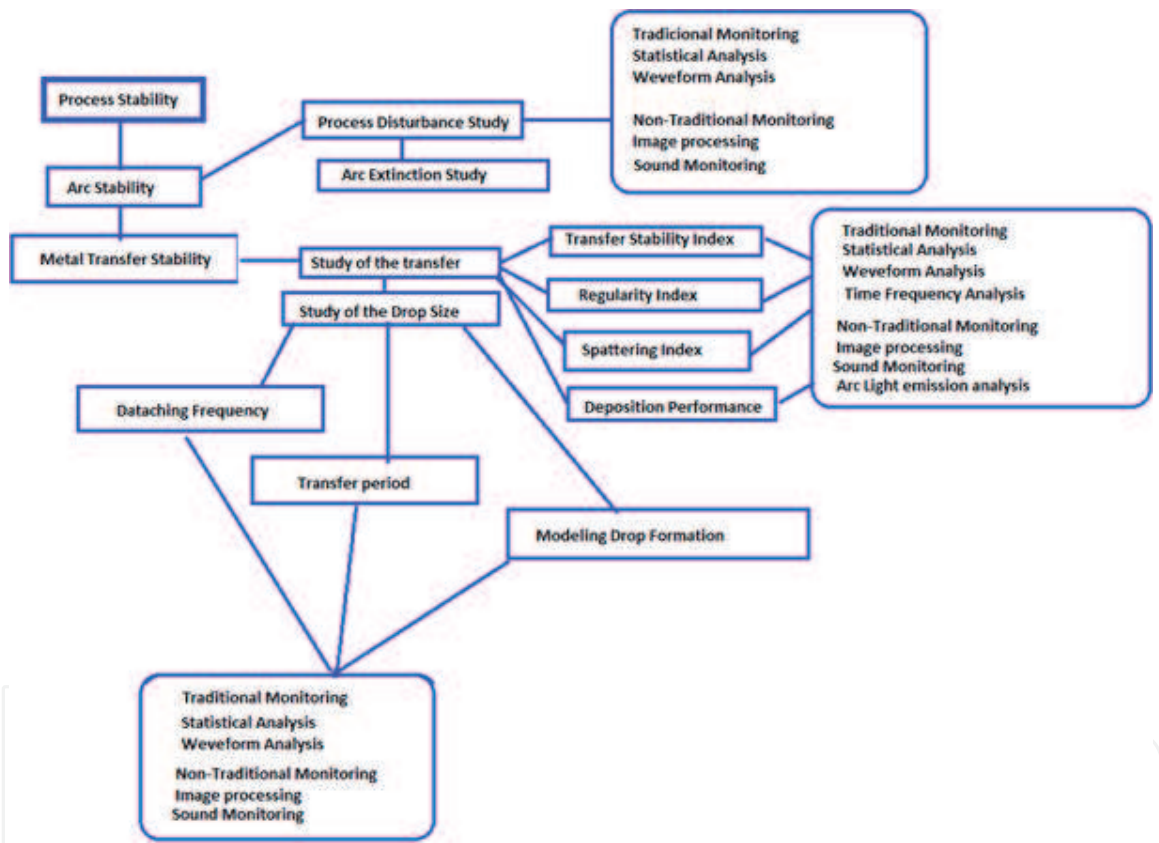 Process Stability
Arc Stability
Metal Transfer Stability
Process Disturbance Study
Arc Extinction Study
Tradicional Monitoring
Statistical Analysis
Weveform Analysis
Non-Traditional Monitoring
Image processing
Sound Monitoring
Study of the transfer
Study of the Drop Size
Transfer Stability Index
Regularity Index
Spattering Index
Deposition Performance
Traditional Monitoring
Statistical Analysis
Weveform Analysis
Time Frequency Analysis
Non-Traditional Monitoring
Image processing
Sound Monitoring
Arc Light emission analysis
Dataching Frequency
Transfer period
Modeling Drop Formation
Traditional Monitoring
Statistical Analysis
Weveform Analysis
Non-Traditional Monitoring
Image processing
Sound Monitoring